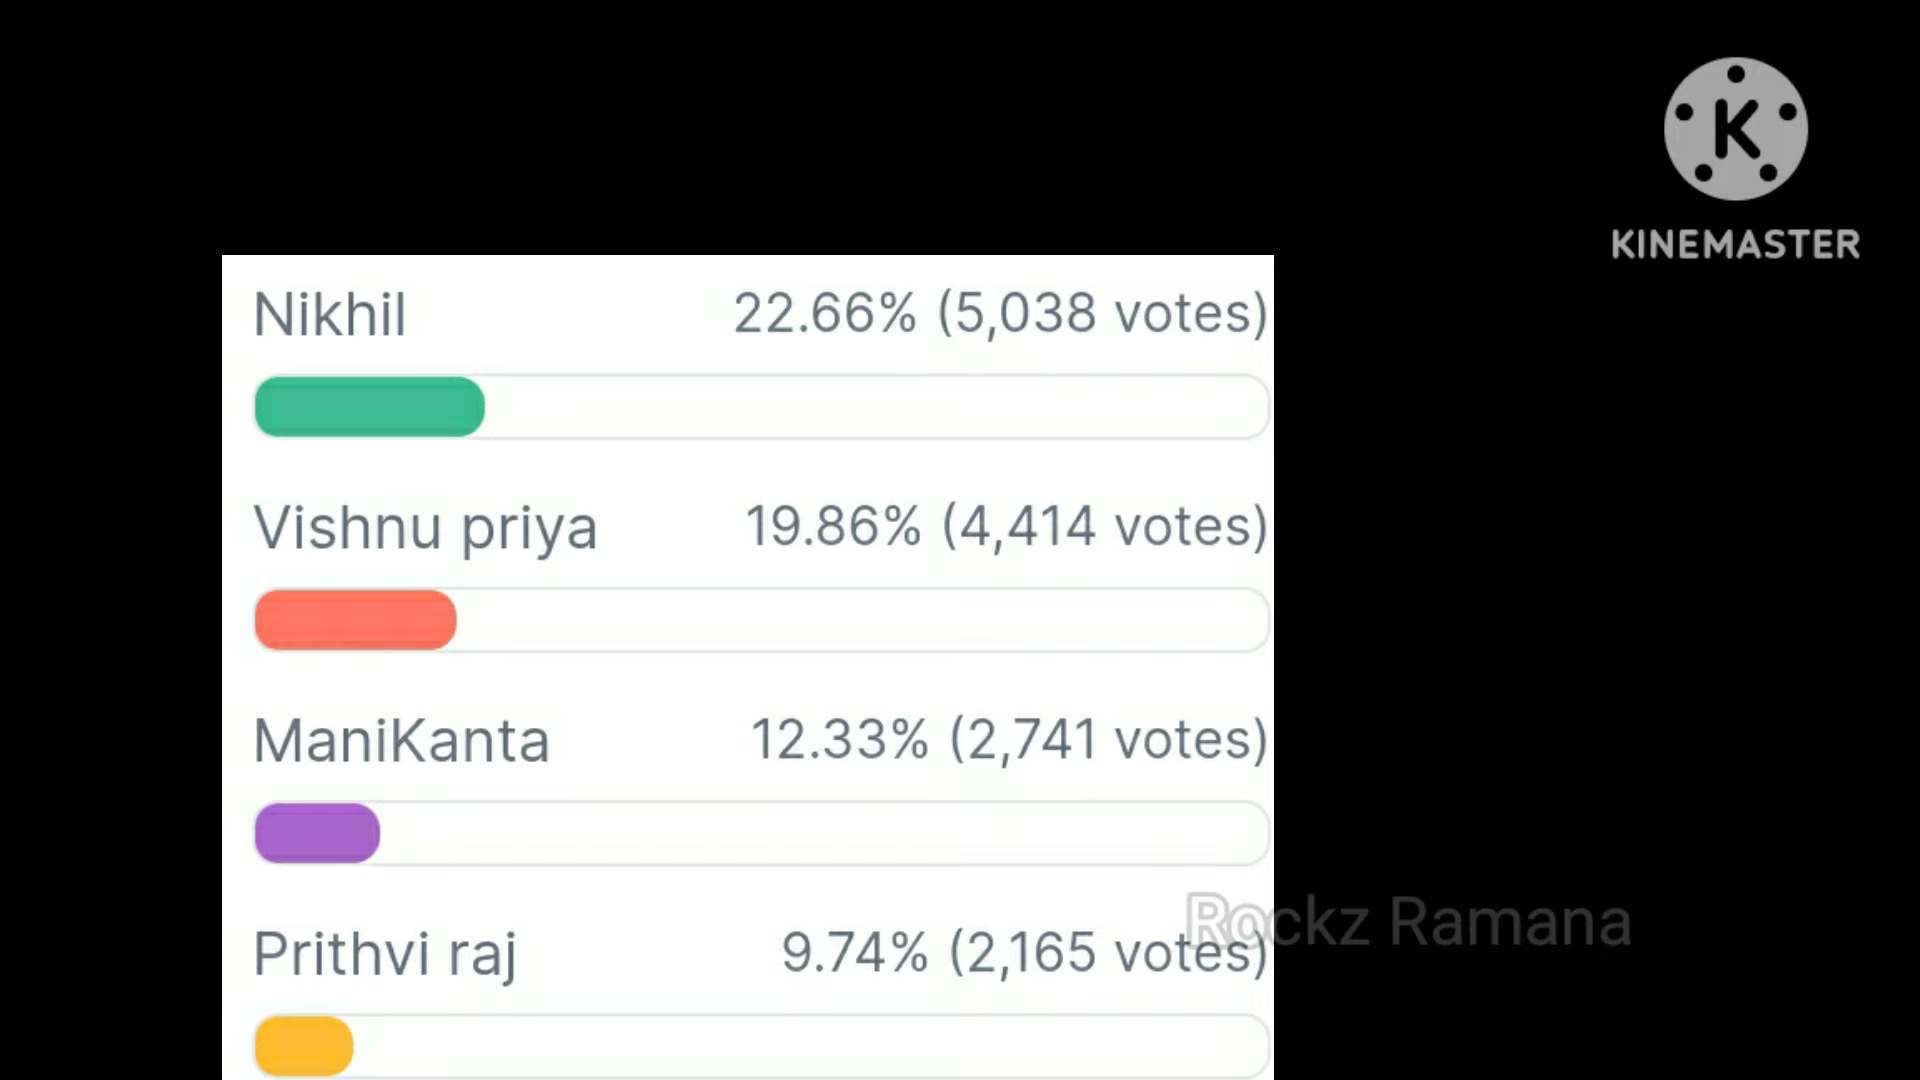 K
KINEMASTER
Nikhil 22.66% (5,038 votes)
Vishnu priya 19.86% (4,414 votes)
ManiKanta 12.33% (2,741 votes)
Rockz Ramana
Prithvi raj 9.74% (2,165 votes)